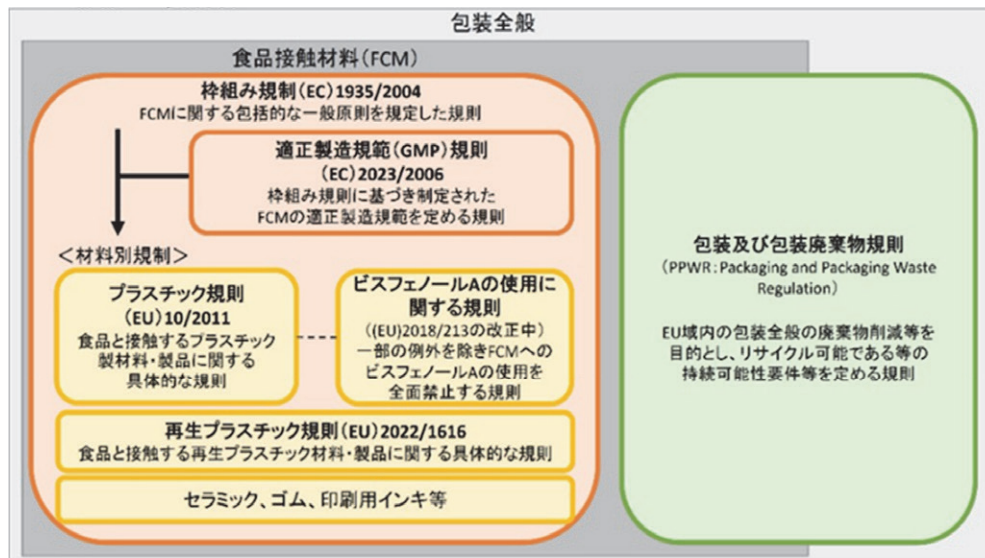 包装全般
食品接触材料(FCM)
枠組み規制(EC)1935/2004
FCMに関する包括的な一般原則を規定した規則
適正製造規範(GMP)規則
(EC)2023/2006
枠組み規則に基づき制定された
FCMの適正製造規範を定める規則
<材料別規制>
プラスチック規則
(EU)10/2011
食品と接触するプラスチック
製材料・製品に関する
具体的な規則
ビスフェノールAの使用に
関する規則
((EU)2018/213の改正中)
一部の例外を除きFCMへの
ビスフェノールAの使用を
全面禁止する規則
再生プラスチック規則(EU)2022/1616
食品と接触する再生プラスチック材料・製品に関する具体的な規則
セラミック、ゴム、印刷用インキ等
包装及び包装廃棄物規則
(PPWR:Packaging and Packaging Waste
Regulation)
EU域内の包装全般の廃棄物削減等を
目的とし、リサイクル可能である等の
持続可能性要件等を定める規則